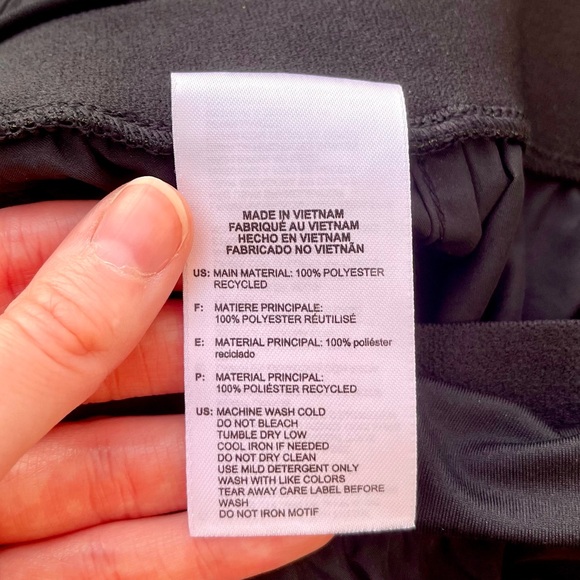 MADE IN VIETNAM
FABRIQUÉ AU VIETNAM
HECHO EN VIETNAM
FABRICADO NO VIETNÃN
US: MAIN MATERIAL: 100% POLYESTER
RECYCLED
F: MATIERE PRINCIPALE:
100% POLYESTER RÉUTILISÉ
E: MATERIAL PRINCIPAL: 100% poliéster
reciclado
P: MATERIAL PRINCIPAL:
100% POLIÉSTER RECYCLED
US: MACHINE WASH COLD
DO NOT BLEACH
TUMBLE DRY LOW
COOL IRON IF NEEDED
DO NOT DRY CLEAN
USE MILD DETERGENT ONLY
WASH WITH LIKE COLORS
TEAR AWAY CARE LABEL BEFORE
WASH
DO NOT IRON MOTIF